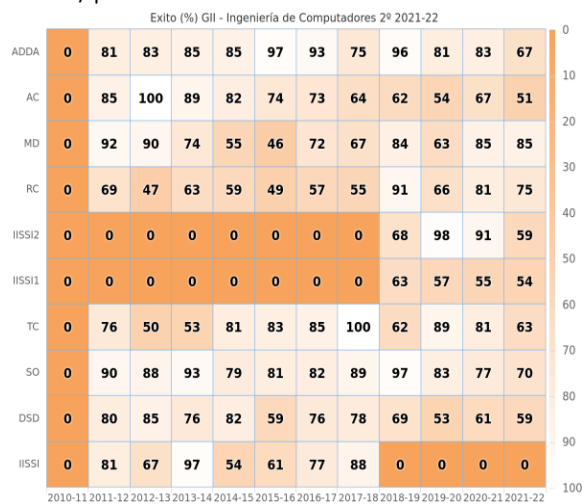 Exito (%) GII - Ingeniería de Computadores 2º 2021-22
ADDA 0 81 83 85 85 97 93 75 96 81 83 67
AC 0 85 100 89 82 74 73 64 62 54 67 51
MD 0 92 90 74 55 46 72 67 84 63 85 85
RC 0 69 47 63 59 49 57 55 91 66 81 75
IISSI2 0 0 0 0 0 0 0 0 68 98 91 59
IISSI1 0 0 0 0 0 0 0 0 63 57 55 54
TC 0 76 50 53 81 83 85 100 62 89 81 63
SO 0 90 88 93 79 81 82 89 97 83 77 70
DSD 0 80 85 76 82 59 76 78 69 53 61 59
IISSI 0 81 67 97 54 61 77 88 0 0 0 0
2010-11 2011-12 2012-13 2013-14 2014-15 2015-16 2016-17 2017-18 2018-19 2019-20 2020-21 2021-22
0
10
20
30
40
50
60
70
80
90
100